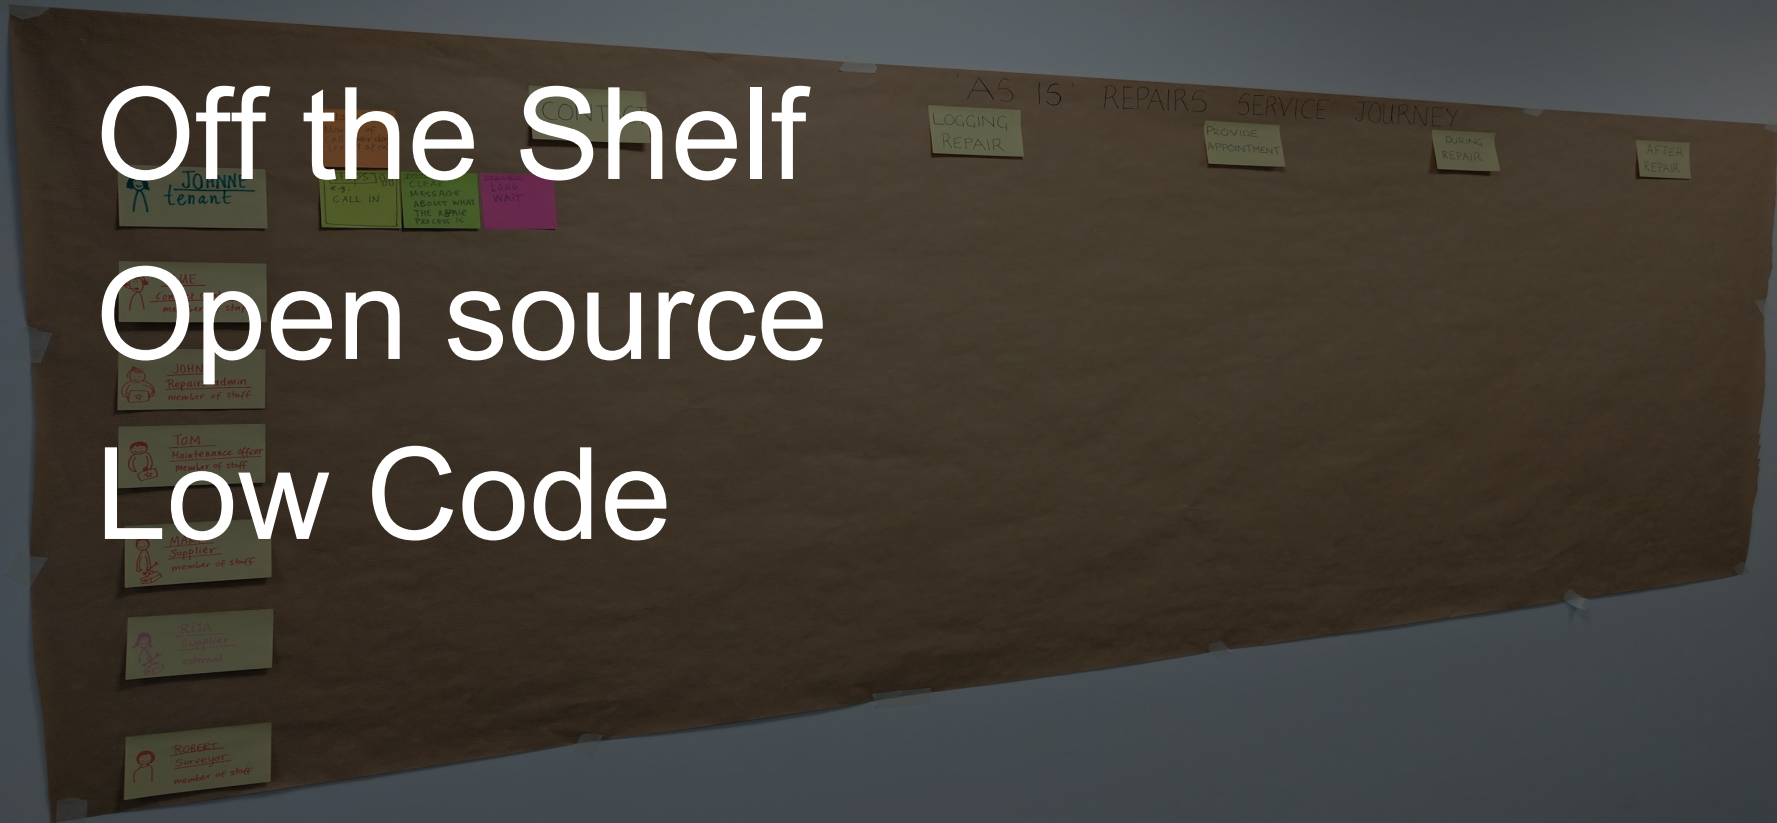 Off the Shelf
Open source
Low Code
'AS IS' REPAIRS SERVICE JOURNEY
LOGGING
REPAIR
PROVIDE
APPOINTMENT
DURING
REPAIR
AFTER
REPAIR
JOANNE
tenant
e.g.
CALL IN
CLEAR
MESSAGE
ABOUT WHAT
THE REPAIR
PROCESS IS
LONG
WAIT
JOHN
Repairs admin
member of staff
TOM
Maintenance officer
member of staff
Supplier
member of staff
RITA
Supplier
external
ROBERT
Surveyor
member of staff